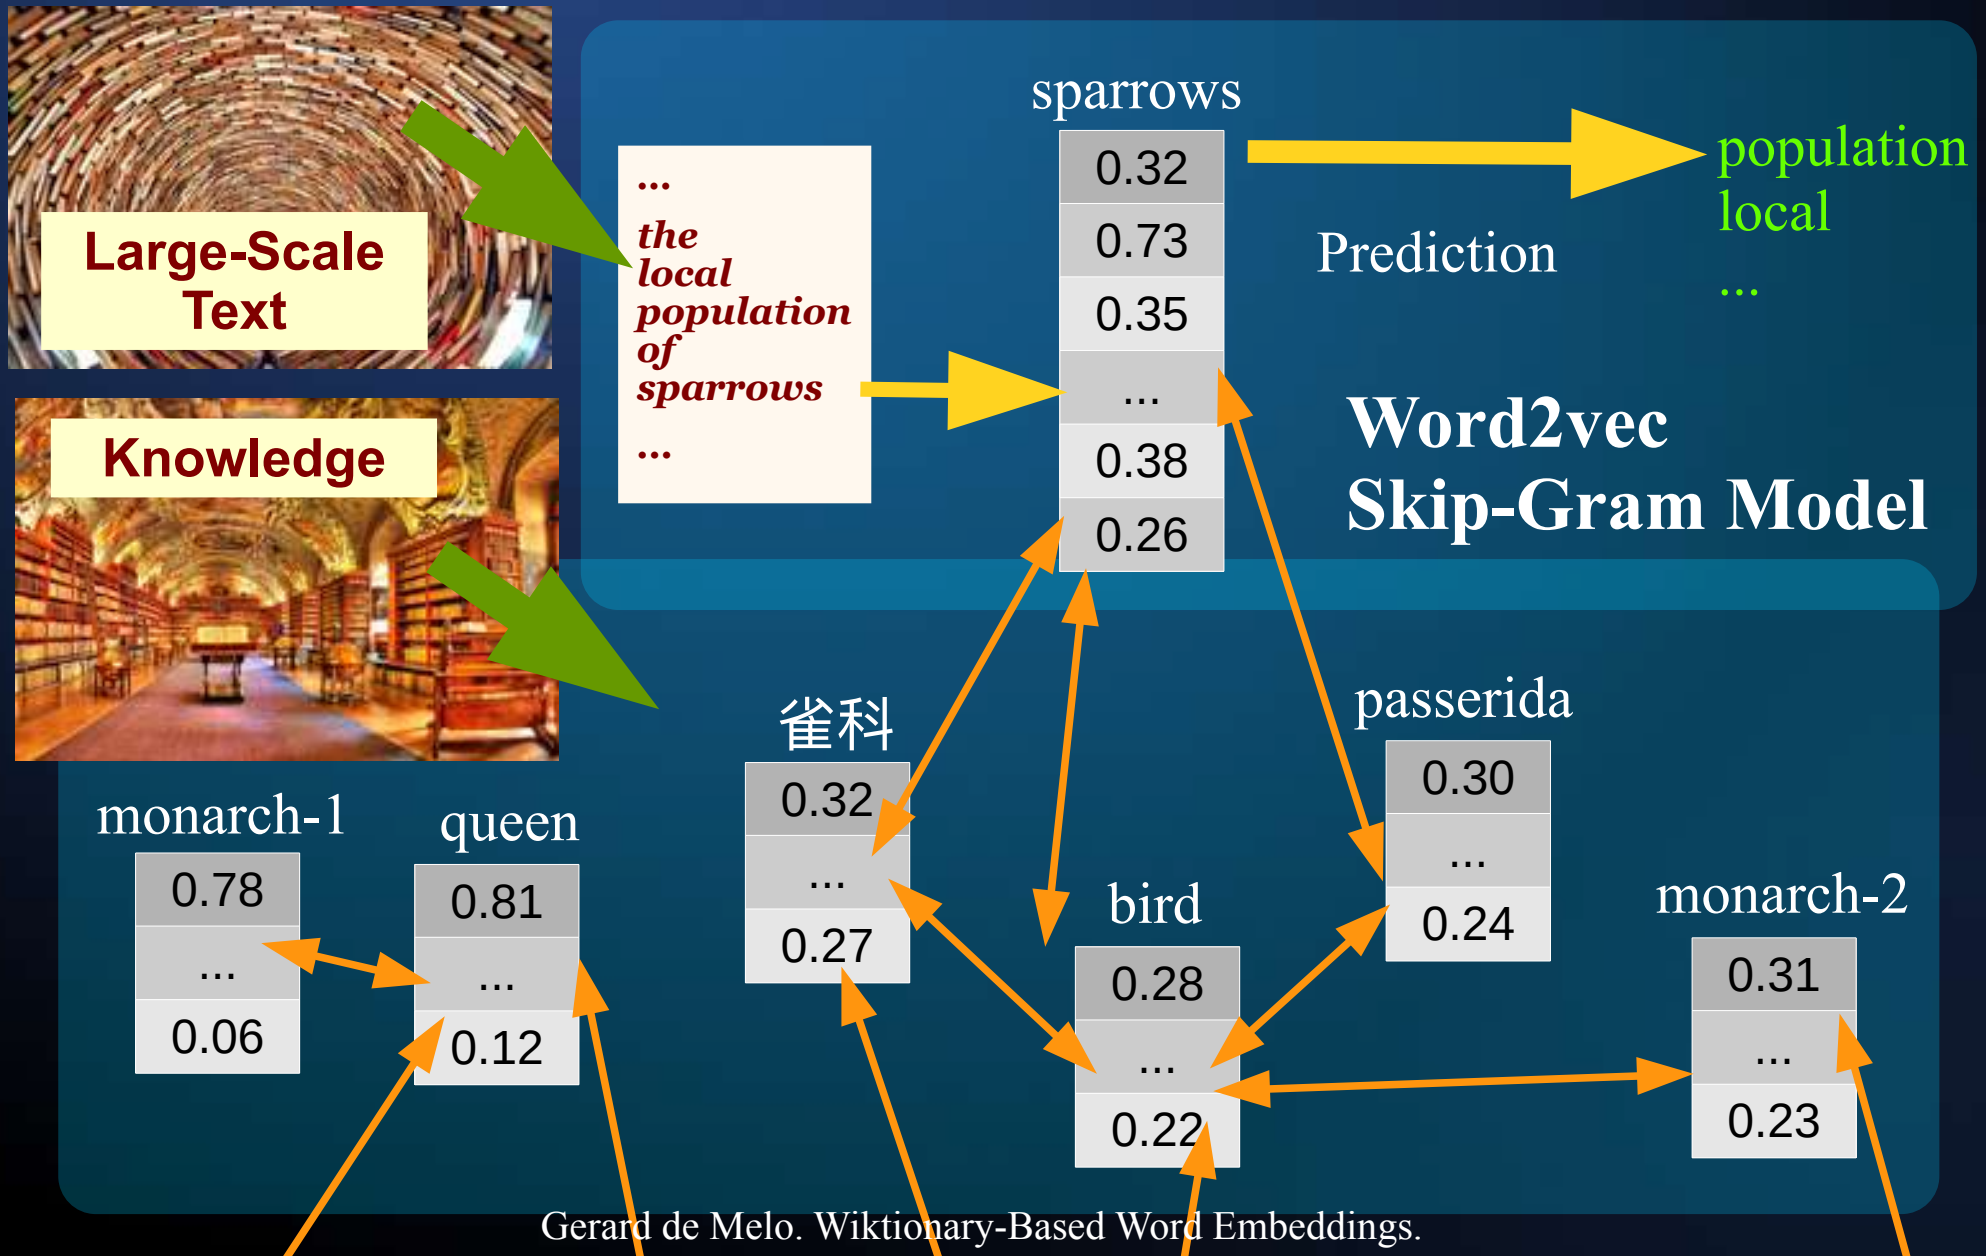 Large-Scale
Text
Knowledge
...
the
local
population
of
sparrows
...
sparrows
0.32
0.73
0.35
...
0.38
0.26
Prediction
population
local
...
Word2vec
Skip-Gram Model
monarch-1
0.78
...
0.06
queen
0.81
...
0.12
雀科
0.32
...
0.27
bird
0.28
...
0.22
passerida
0.30
...
0.24
monarch-2
0.31
...
0.23
Gerard de Melo. Wiktionary-Based Word Embeddings.